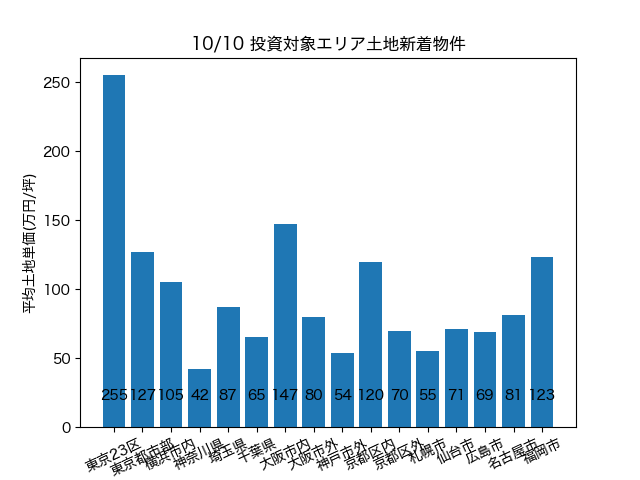 10/10 投資対象エリア土地新着物件
平均土地単価(万円/坪)
250
200
150
100
50
0
255 127 105 42 87 65 147 80 54 120 70 55 71 69 81 123
東京23区
東京都市部
横浜市内
神奈川県
埼玉県
千葉県
大阪市内
大阪市外
神戸市外
京都区内
京都区外
札幌市
仙台市
広島市
名古屋市
福岡市